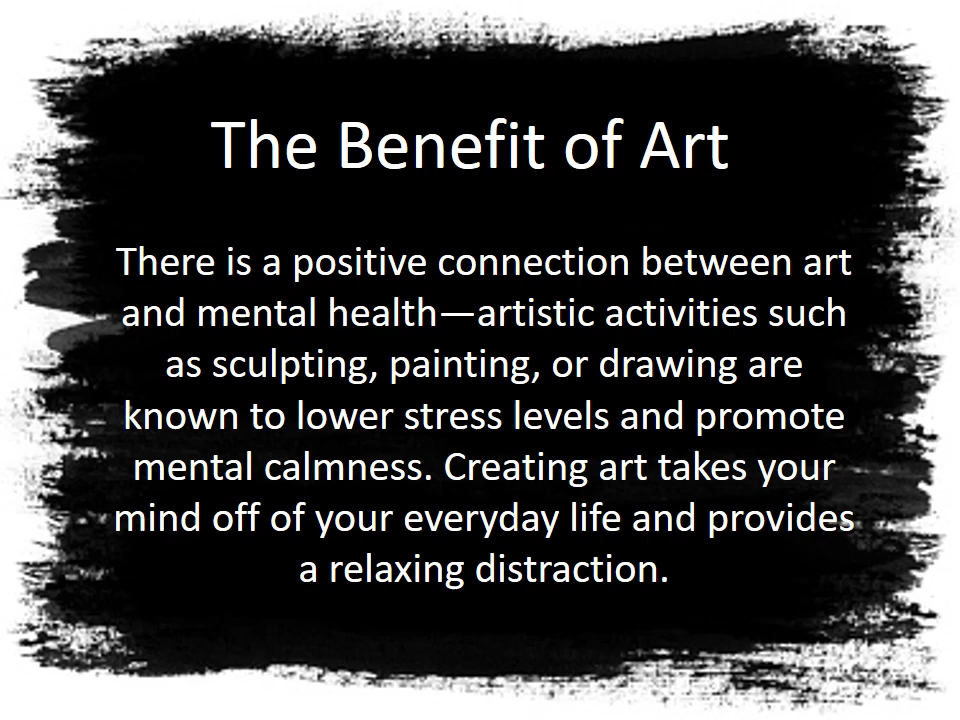 The Benefit of Art
There is a positive connection between art
and mental health—artistic activities such
as sculpting, painting, or drawing are
known to lower stress levels and promote
mental calmness. Creating art takes your
mind off of your everyday life and provides
a relaxing distraction.